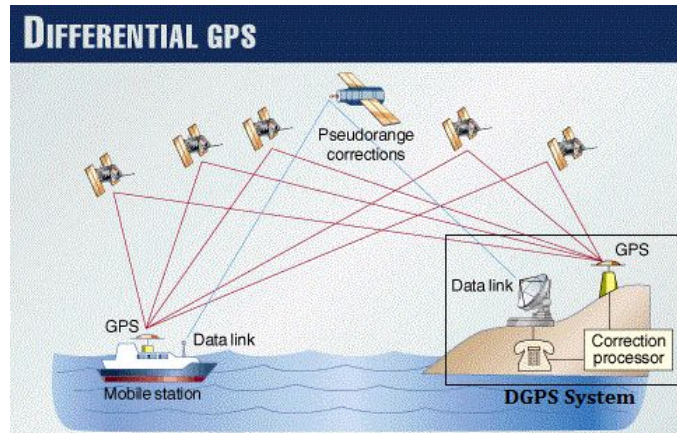 DIFFERENTIAL GPS
Pseudorange
corrections
GPS
Data link
GPS
Data link
Correction
processor
Mobile station
DGPS System